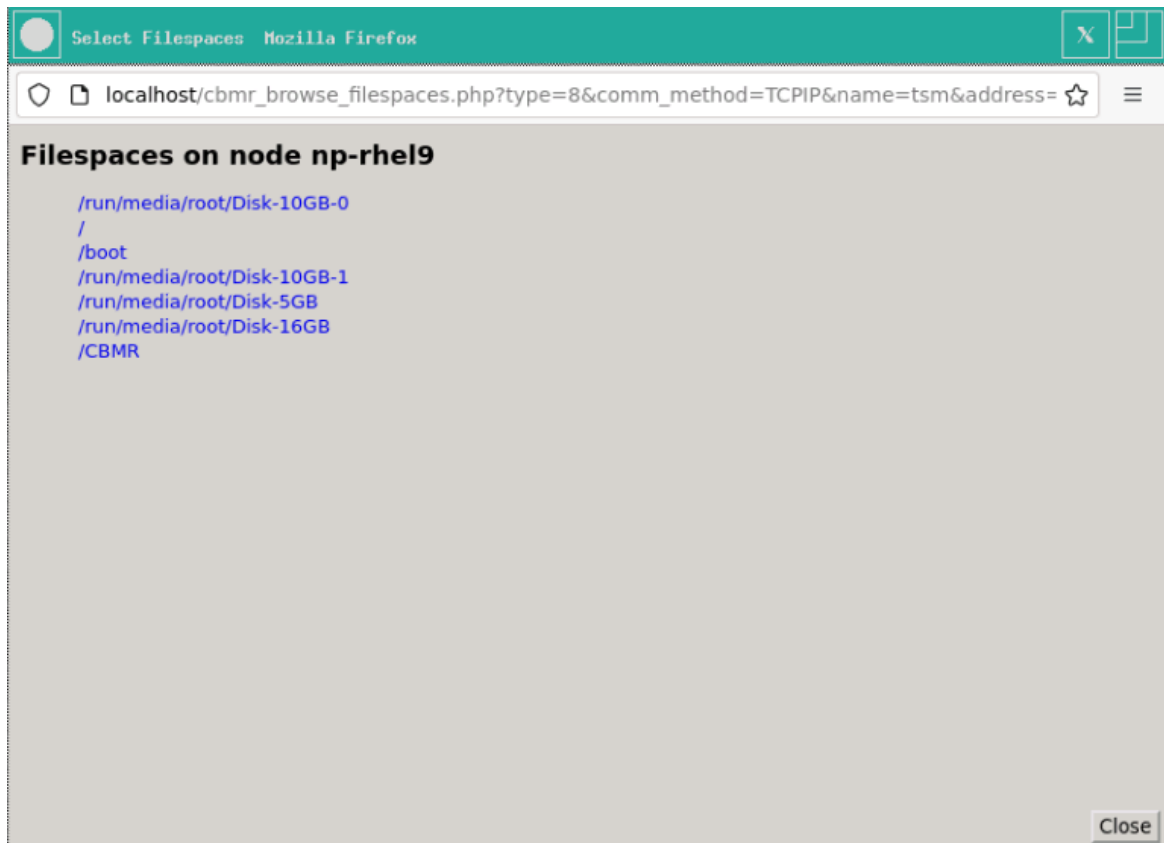 Select Filespaces  Mozilla Firefox
localhost/cbmr_browse_filespaces.php?type=8&comm_method=TCPIP&name=tsm&address=
Filespaces on node np-rhel9
/run/media/root/Disk-10GB-0
/
/boot
/run/media/root/Disk-10GB-1
/run/media/root/Disk-5GB
/run/media/root/Disk-16GB
/CBMR
Close